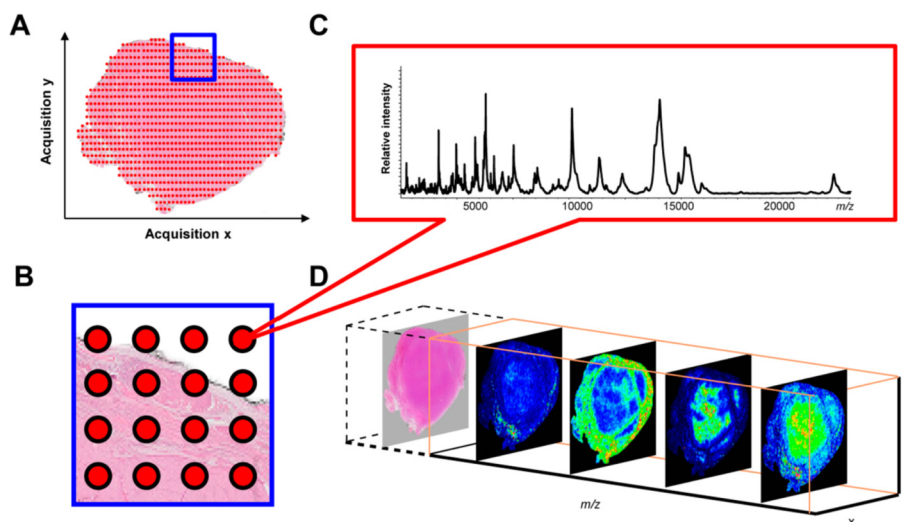 A
Acquisition y
Acquisition x
B
C
Relative intensity
5000 10000 15000 20000 m/z
D
m/z
x